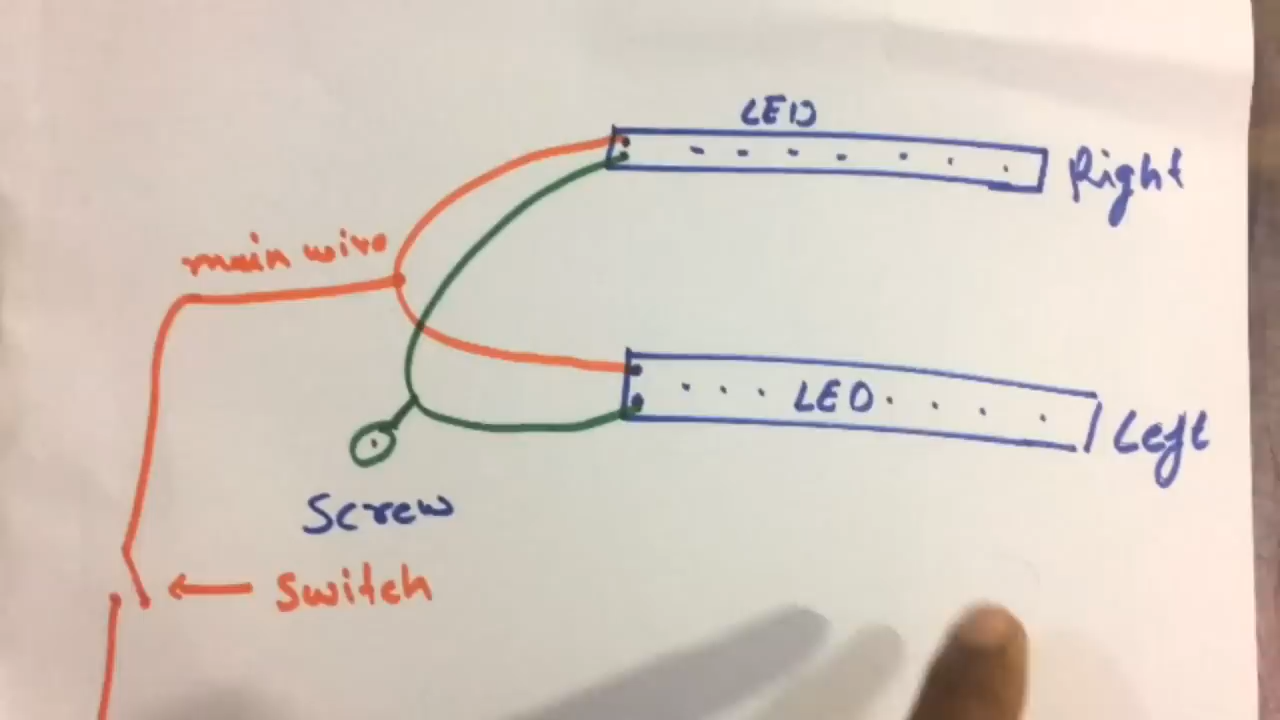 LED
Right
main wire
LED
Left
Screw
Switch